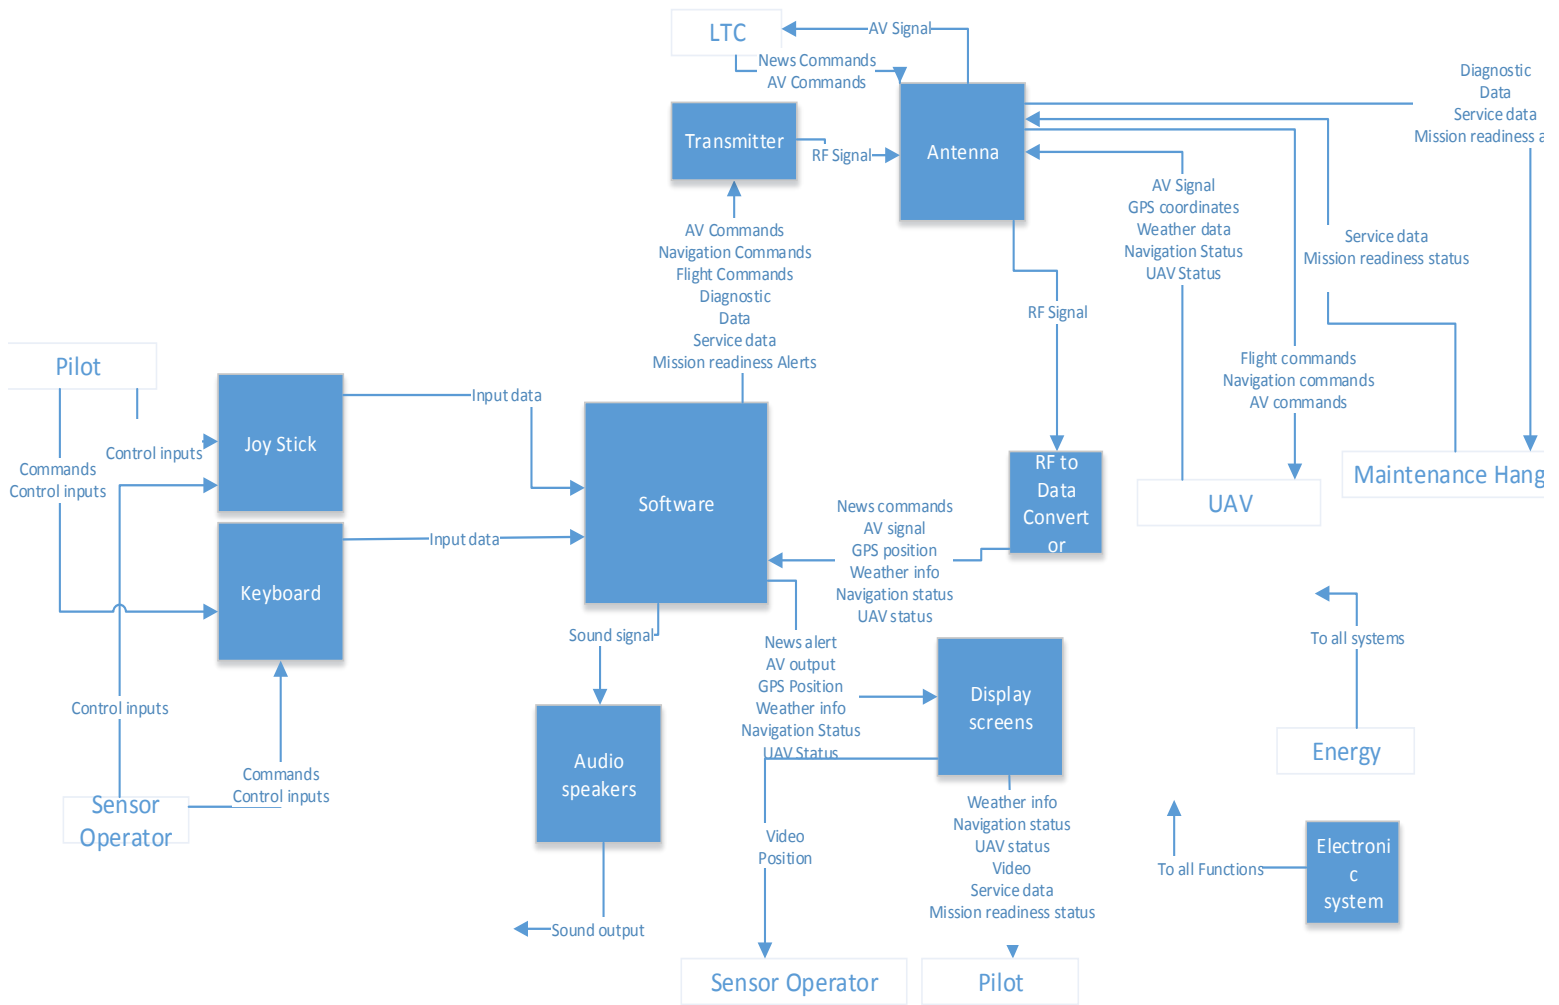 LTC
AV Signal
News Commands
AV Commands
Diagnostic
Data
Service data
Mission readiness a
Transmitter
RF Signal
Antenna
AV Signal
GPS coordinates
Weather data
Navigation Status
UAV Status
Service data
Mission readiness status
AV Commands
Navigation Commands
Flight Commands
Diagnostic
Data
Service data
Mission readiness Alerts
RF Signal
Flight commands
Navigation commands
AV commands
Pilot
Joy Stick
Input data
Control inputs
Commands
Control inputs
Software
RF to
Data
Convert
or
Maintenance Hang
UAV
News commands
AV signal
GPS position
Weather info
Navigation status
UAV status
Input data
Keyboard
Sound signal
News alert
AV output
GPS Position
Weather info
Navigation Status
UAV Status
Display
screens
To all systems
Control inputs
Energy
Audio
speakers
Commands
Control inputs
Sensor
Operator
Video
Position
Weather info
Navigation status
UAV status
Video
Service data
Mission readiness status
To all Functions
Electroni
c
system
Sound output
Sensor Operator
Pilot